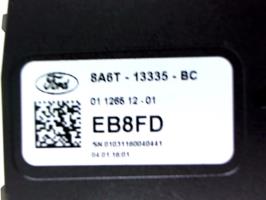 Ford
8A6T - 13335 - BC
01 1265 12 - 01
EB8FD
SN 01031160040441
04.01.16:01